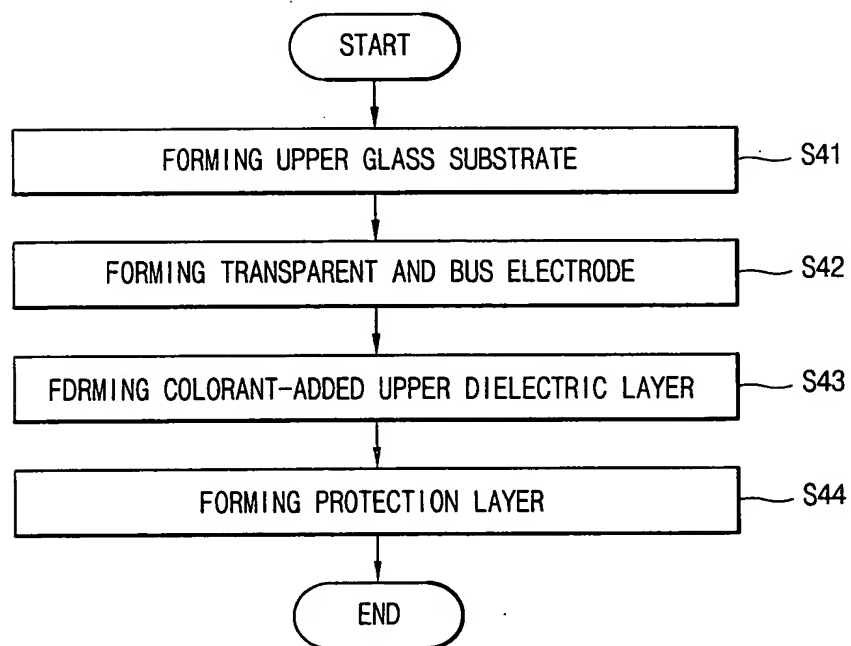 START
FORMING UPPER GLASS SUBSTRATE S41
FORMING TRANSPARENT AND BUS ELECTRODE S42
FDRMING COLORANT-ADDED UPPER DIELECTRIC LAYER S43
FORMING PROTECTION LAYER S44
END